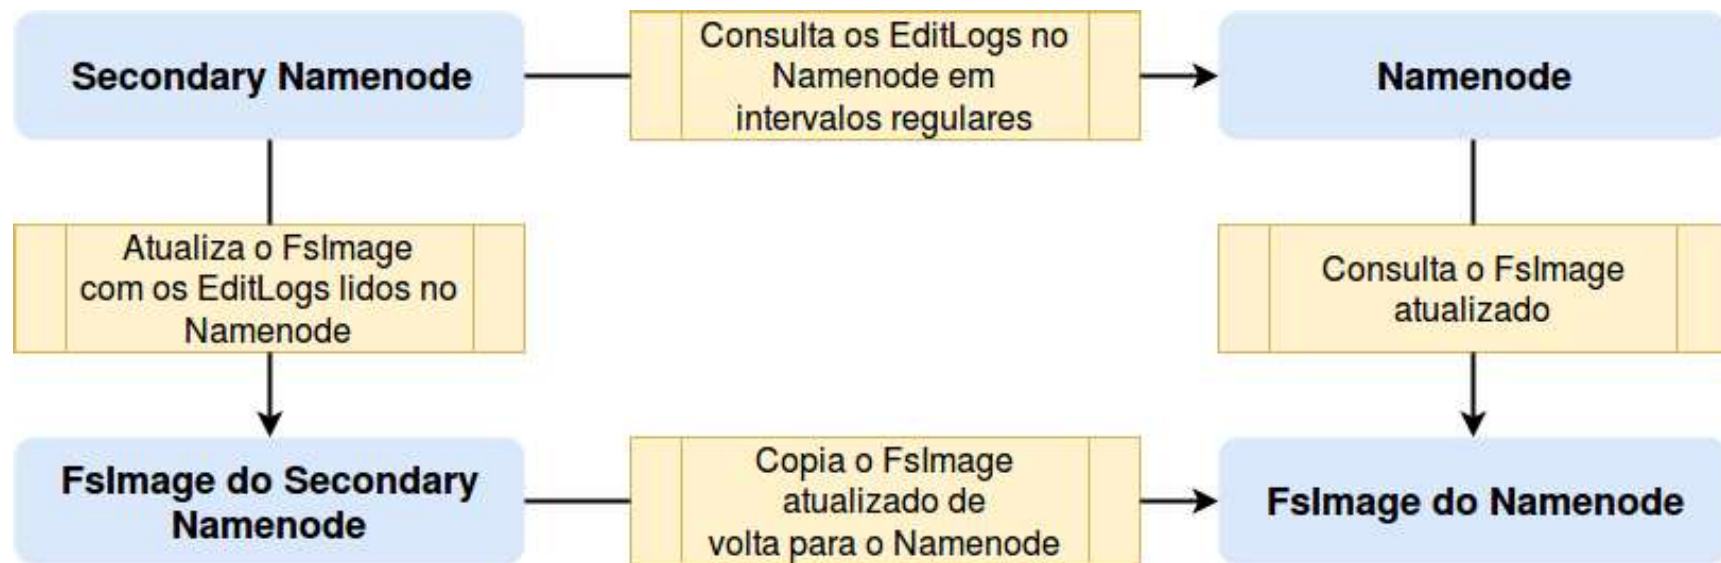 Secondary Namenode
Consulta os EditLogs no
Namenode em
intervalos regulares
Namenode
Atualiza o FsImage
com os EditLogs lidos no
Namenode
Consulta o FsImage
atualizado
FsImage do Secondary
Namenode
Copia o FsImage
atualizado de
volta para o Namenode
FsImage do Namenode